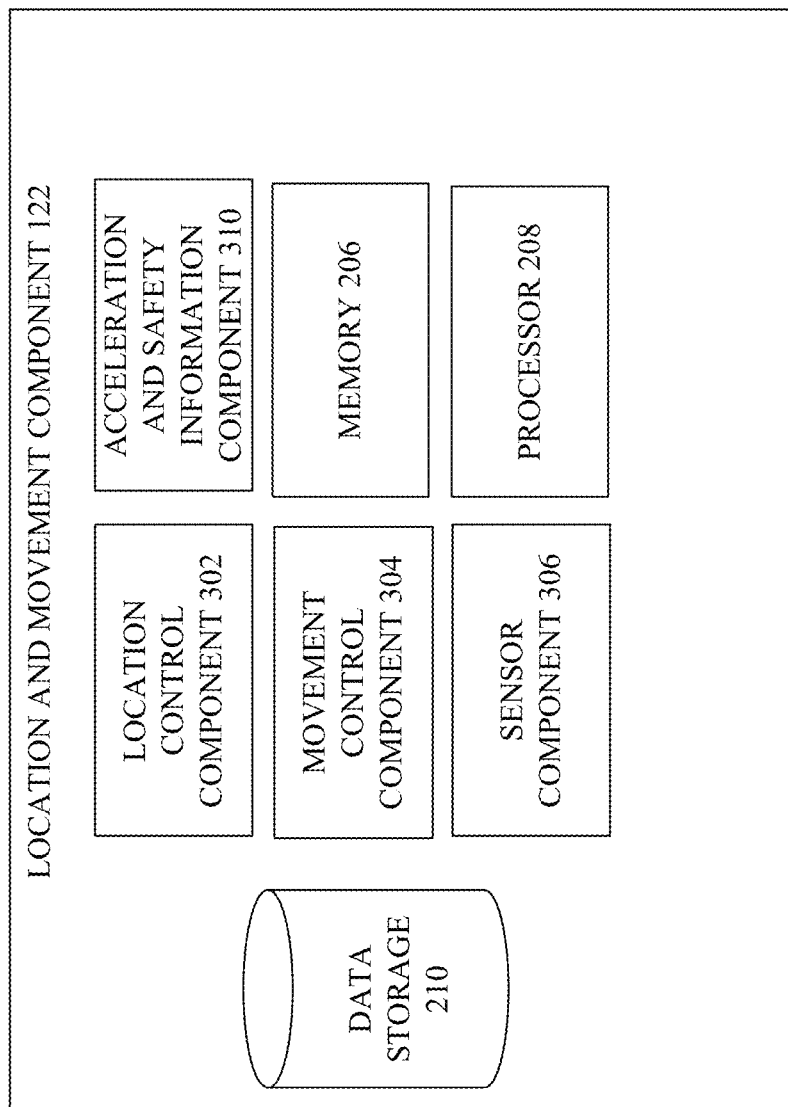 LOCATION AND MOVEMENT COMPONENT 122
DATA
STORAGE
210
LOCATION
CONTROL
COMPONENT 302
ACCELERATION
AND SAFETY
INFORMATION
COMPONENT 310
MOVEMENT
CONTROL
COMPONENT 304
MEMORY 206
SENSOR
COMPONENT 306
PROCESSOR 208